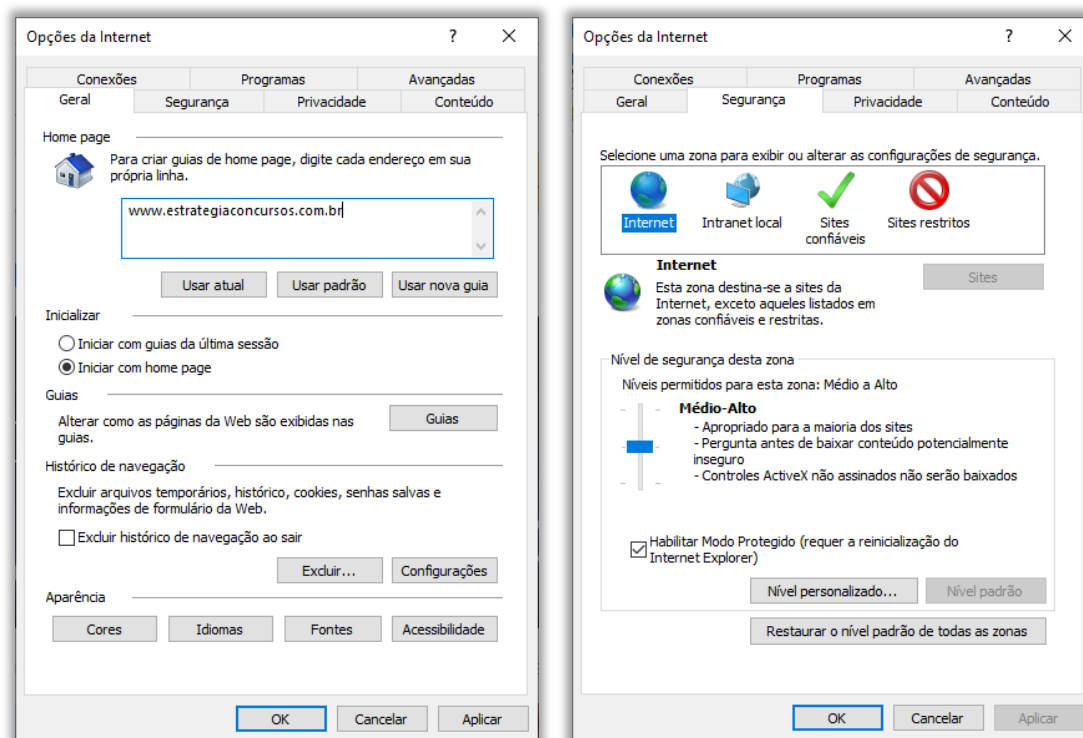 Opções da Internet
?
Conexões
Programas
Avançadas
Geral
Segurança
Privacidade
Conteúdo
Home page
Para criar guias de home page, digite cada endereço em sua
própria linha.
www.estrategiaconcursos.com.br
Usar atual
Usar padrão
Usar nova guia
Inicializar
Iniciar com guias da última sessão
Iniciar com home page
Guias
Alterar como as páginas da Web são exibidas nas
guias.
Guias
Histórico de navegação
Excluir arquivos temporários, histórico, cookies, senhas salvas e
informações de formulário da Web.
Excluir histórico de navegação ao sair
Excluir...
Configurações
Aparência
Cores
Idiomas
Fontes
Acessibilidade
OK
Cancelar
Aplicar
Opções da Internet
?
Conexões
Programas
Avançadas
Geral
Segurança
Privacidade
Conteúdo
Selecione uma zona para exibir ou alterar as configurações de segurança.
Internet
Intranet local
Sites
confiáveis
Sites restritos
Internet
Esta zona destina-se a sites da
Internet, exceto aqueles listados em
zonas confiáveis e restritas.
Sites
Nível de segurança desta zona
Níveis permitidos para esta zona: Médio a Alto
Médio-Alto
- Apropriado para a maioria dos sites
- Pergunta antes de baixar conteúdo potencialmente
inseguro
- Controles ActiveX não assinados não serão baixados
Habilitar Modo Protegido (requer a reinicialização do
Internet Explorer)
Nível personalizado...
Nível padrão
Restaurar o nível padrão de todas as zonas
OK
Cancelar
Aplicar